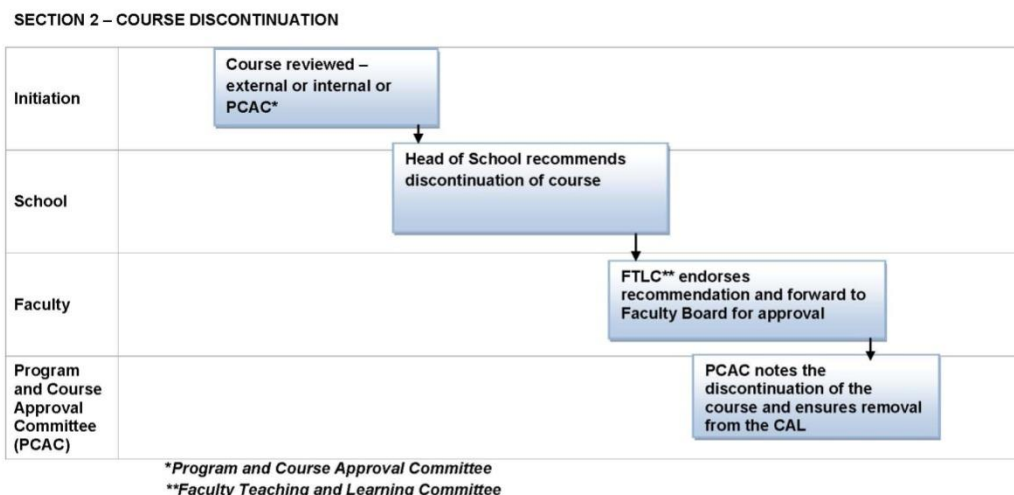 SECTION 2 – COURSE DISCONTINUATION
Initiation
Course reviewed –
external or internal or
PCAC*
School
Head of School recommends
discontinuation of course
Faculty
FTLC** endorses
recommendation and forward to
Faculty Board for approval
Program
and Course
Approval
Committee
(PCAC)
PCAC notes the
discontinuation of the
course and ensures removal
from the CAL
*Program and Course Approval Committee
**Faculty Teaching and Learning Committee